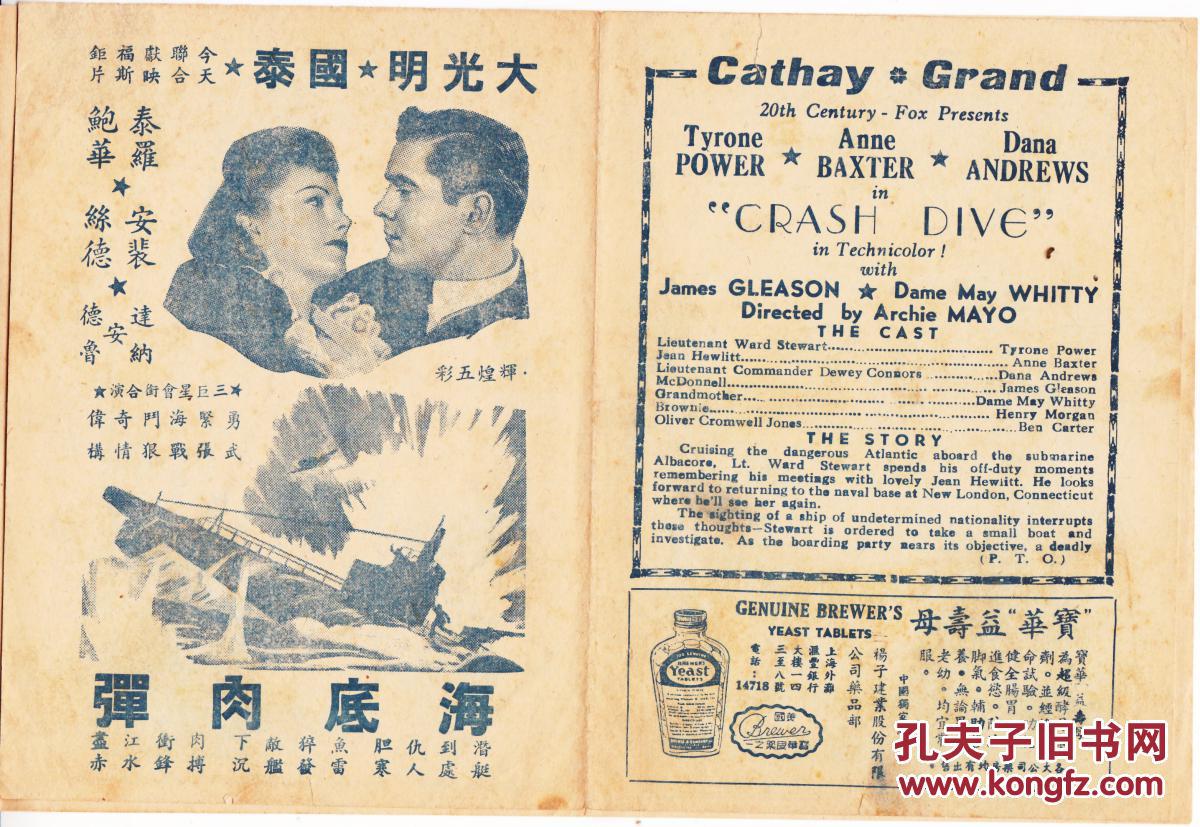 大光明★國泰★
今天
聯合
獻映
福斯
鉅片
泰羅
鮑華
★
安裴
絲德
★
達納
安
德魯
輝煌五彩
★三巨星會銜合演★
勇武
緊張
海戰
鬥狠
奇情
偉構
海底肉彈
潛艇
到處
仇人
胆寒
魚雷
猝發
敵艦
下沉
肉搏
衝鋒
江水
盡赤
Cathay Grand
20th Century - Fox Presents
Tyrone POWER ★ Anne BAXTER ★ Dana ANDREWS
in
"CRASH DIVE"
in Technicolor !
with
James GLEASON ★ Dame May WHITTY
Directed by Archie MAYO
THE CAST
Lieutenant Ward Stewart.......... Tyrone Power
Jean Hewlitt.......... Anne Baxter
Lieutenant Commander Dewey Connors .......... Dana Andrews
McDonnell.......... James Gleason
Grandmother.......... Dame May Whitty
Brownie.......... Henry Morgan
Oliver Cromwell Jones.......... Ben Carter
THE STORY
Cruising the dangerous Atlantic aboard the submarine
Albacore, Lt. Ward Stewart spends his off-duty moments
remembering his meetings with lovely Jean Hewlitt. He looks
forward to returning to the naval base at New London, Connecticut
where he'll see her again.
The sighting of a ship of undetermined nationality interrupts
these thoughts—Stewart is ordered to take a small boat and
investigate. As the boarding party nears its objective, a deadly
(P. T. O.)
GENUINE BREWER'S
YEAST TABLETS
"寶華"益壽母
BREWER'S
Yeast
TABLETS
Brewer
楊子建業股份有限
公司藥品部
上海外灘
滙豐銀行
大樓一四
三至八號
電話：
14718
孔夫子旧书网
www.kongfz.com